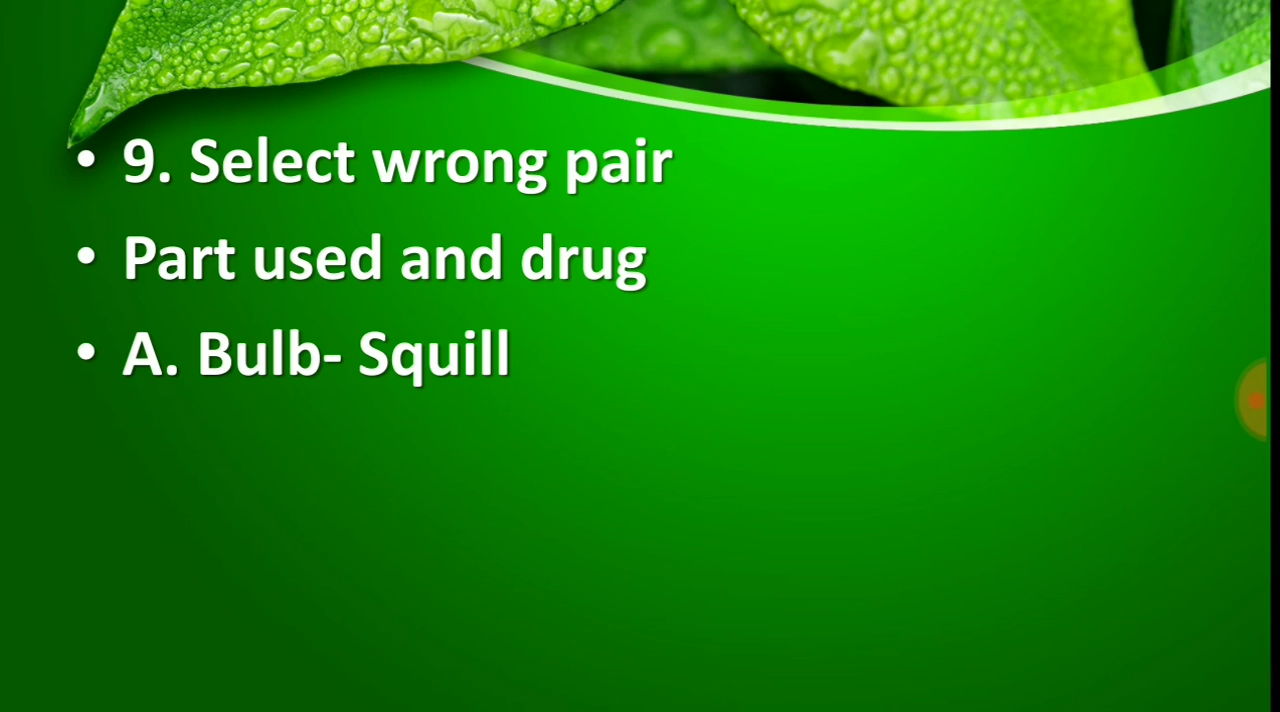 • 9. Select wrong pair
• Part used and drug
• A. Bulb- Squill